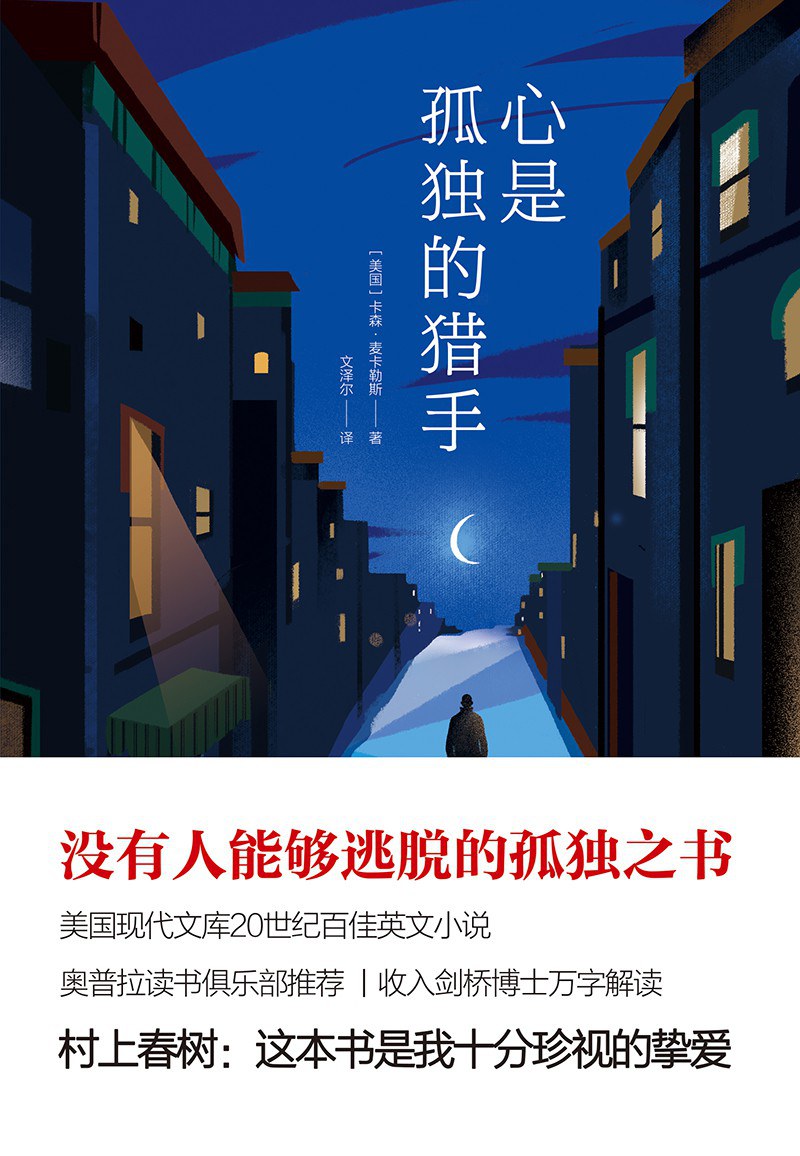 心是
孤独的猎手
[美国]卡森·麦卡勒斯——著
文泽尔——译
没有人能够逃脱的孤独之书
美国现代文库20世纪百佳英文小说
奥普拉读书俱乐部推荐 | 收入剑桥博士万字解读
村上春树：这本书是我十分珍视的挚爱